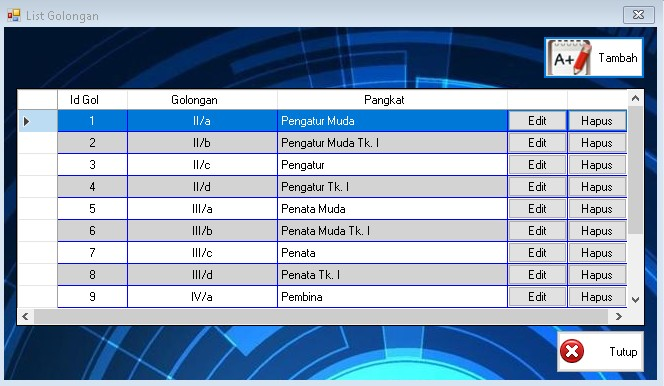 List Golongan
A+ Tambah
Id Gol Golongan Pangkat
1 II/a Pengatur Muda Edit Hapus
2 II/b Pengatur Muda Tk. I Edit Hapus
3 II/c Pengatur Edit Hapus
4 II/d Pengatur Tk. I Edit Hapus
5 III/a Penata Muda Edit Hapus
6 III/b Penata Muda Tk. I Edit Hapus
7 III/c Penata Edit Hapus
8 III/d Penata Tk. I Edit Hapus
9 IV/a Pembina Edit Hapus
Tutup